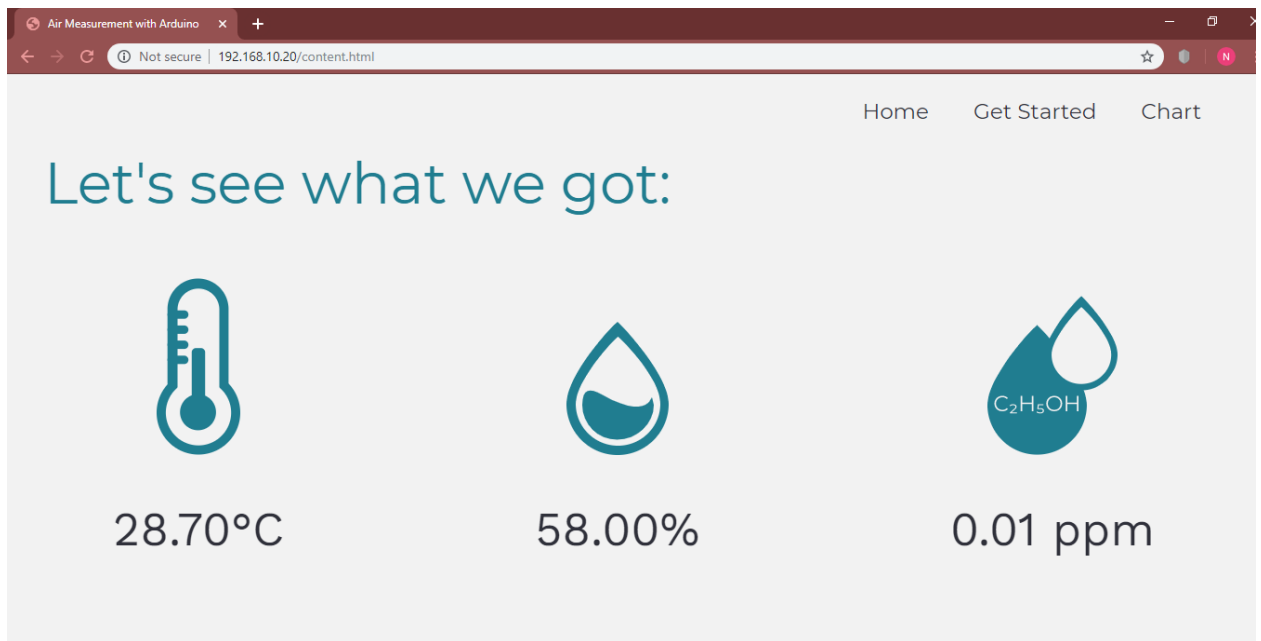 Air Measurement with Arduino
Not secure | 192.168.10.20/content.html
N
Home Get Started Chart
Let's see what we got:
C₂H₅OH
28.70°C 58.00% 0.01 ppm